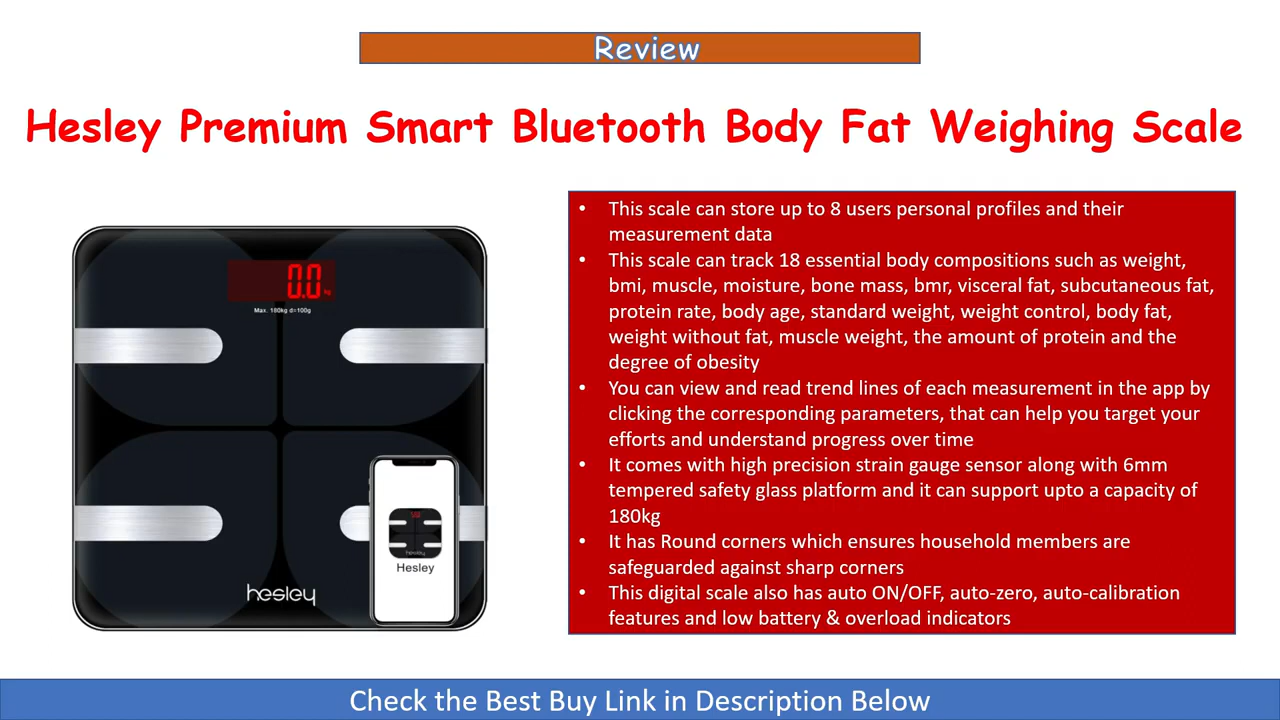 Review
Hesley Premium Smart Bluetooth Body Fat Weighing Scale
0.0
Max. 180kg d=100g
hesley
Hesley
• This scale can store up to 8 users personal profiles and their
measurement data
• This scale can track 18 essential body compositions such as weight,
bmi, muscle, moisture, bone mass, bmr, visceral fat, subcutaneous fat,
protein rate, body age, standard weight, weight control, body fat,
weight without fat, muscle weight, the amount of protein and the
degree of obesity
• You can view and read trend lines of each measurement in the app by
clicking the corresponding parameters, that can help you target your
efforts and understand progress over time
• It comes with high precision strain gauge sensor along with 6mm
tempered safety glass platform and it can support upto a capacity of
180kg
• It has Round corners which ensures household members are
safeguarded against sharp corners
• This digital scale also has auto ON/OFF, auto-zero, auto-calibration
features and low battery & overload indicators
Check the Best Buy Link in Description Below